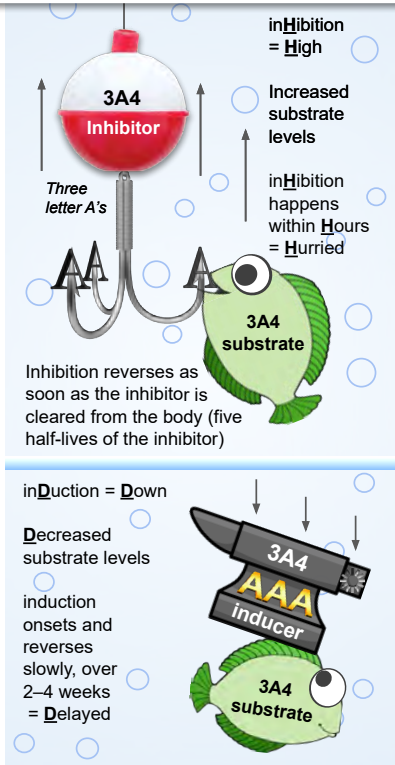 inHibition
= High
Increased
substrate
levels
inHibition
happens
within Hours
= Hurried
3A4
Inhibitor
Three
letter A's
A
A
A
3A4
substrate
Inhibition reverses as
soon as the inhibitor is
cleared from the body (five
half-lives of the inhibitor)
inDuction = Down
Decreased
substrate levels
induction
onsets and
reverses
slowly, over
2–4 weeks
= Delayed
3A4
AAA
inducer
3A4
substrate